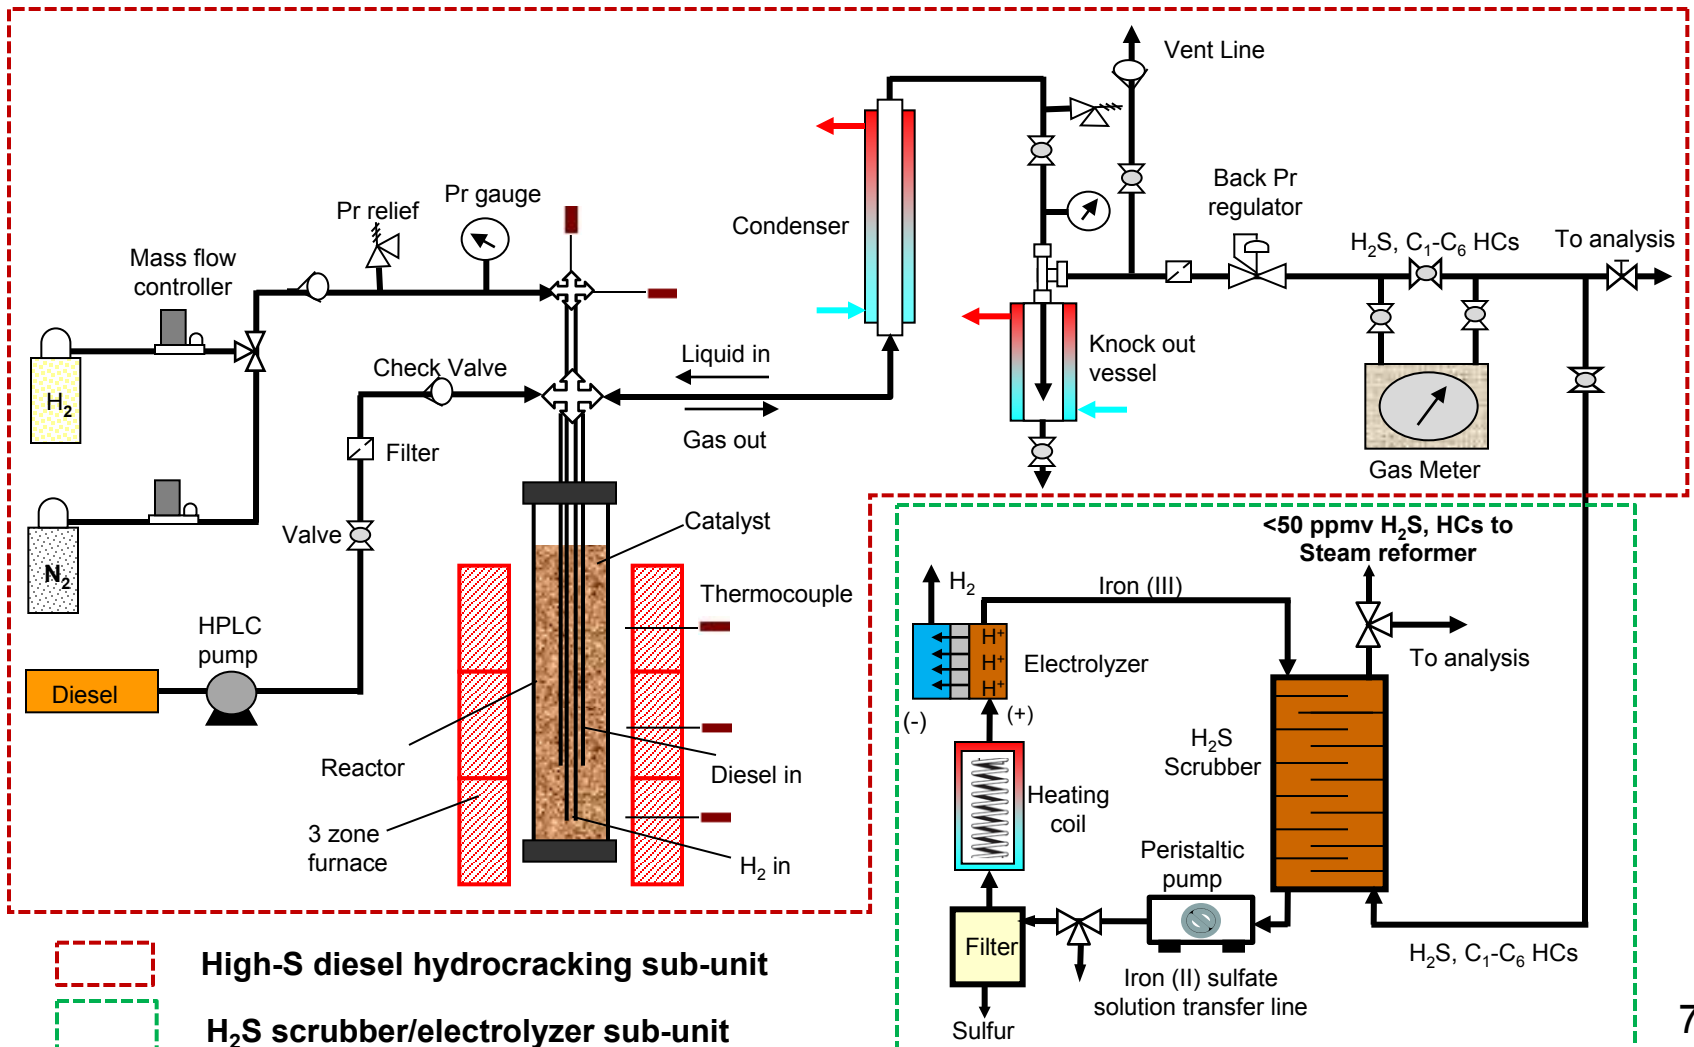 Vent Line
Pr gauge
Pr relief
Back Pr
regulator
Condenser
H₂S, C₁-C₆ HCs
To analysis
Mass flow
controller
Check Valve
Liquid in
Knock out
vessel
H₂
Gas out
Filter
Gas Meter
Catalyst
Valve
<50 ppmv H₂S, HCs to
Steam reformer
N₂
H₂
Iron (III)
Thermocouple
HPLC
pump
H⁺
H⁺
H⁺
Electrolyzer
To analysis
Diesel
(-)
(+)
H₂S
Scrubber
Reactor
Diesel in
Heating
coil
3 zone
furnace
H₂ in
Peristaltic
pump
Filter
H₂S, C₁-C₆ HCs
Iron (II) sulfate
solution transfer line
Sulfur
High-S diesel hydrocracking sub-unit
H₂S scrubber/electrolyzer sub-unit
7